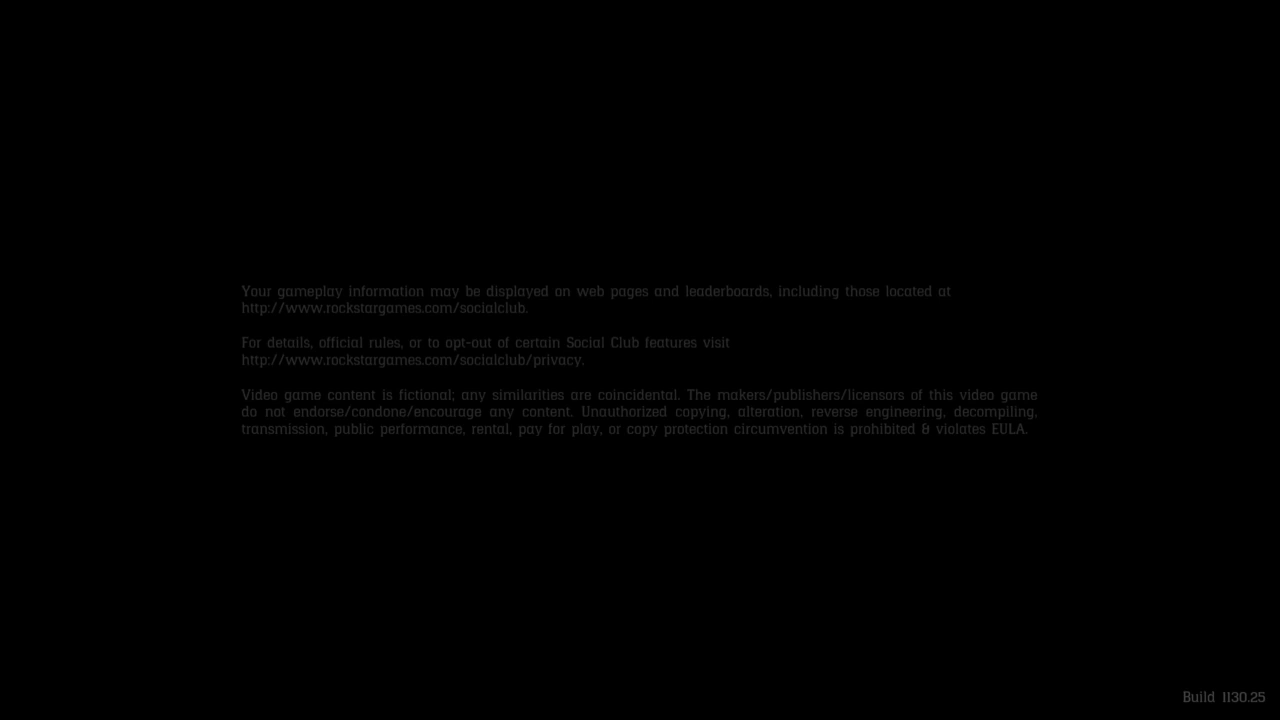 Your gameplay information may be displayed on web pages and leaderboards, including those located at
http://www.rockstargames.com/socialclub.
For details, official rules, or to opt-out of certain Social Club features visit
http://www.rockstargames.com/socialclub/privacy.
Video game content is fictional; any similarities are coincidental. The makers/publishers/licensors of this video game
do not endorse/condone/encourage any content. Unauthorized copying, alteration, reverse engineering, decompiling,
transmission, public performance, rental, pay for play, or copy protection circumvention is prohibited & violates EULA.
Build 1130.25